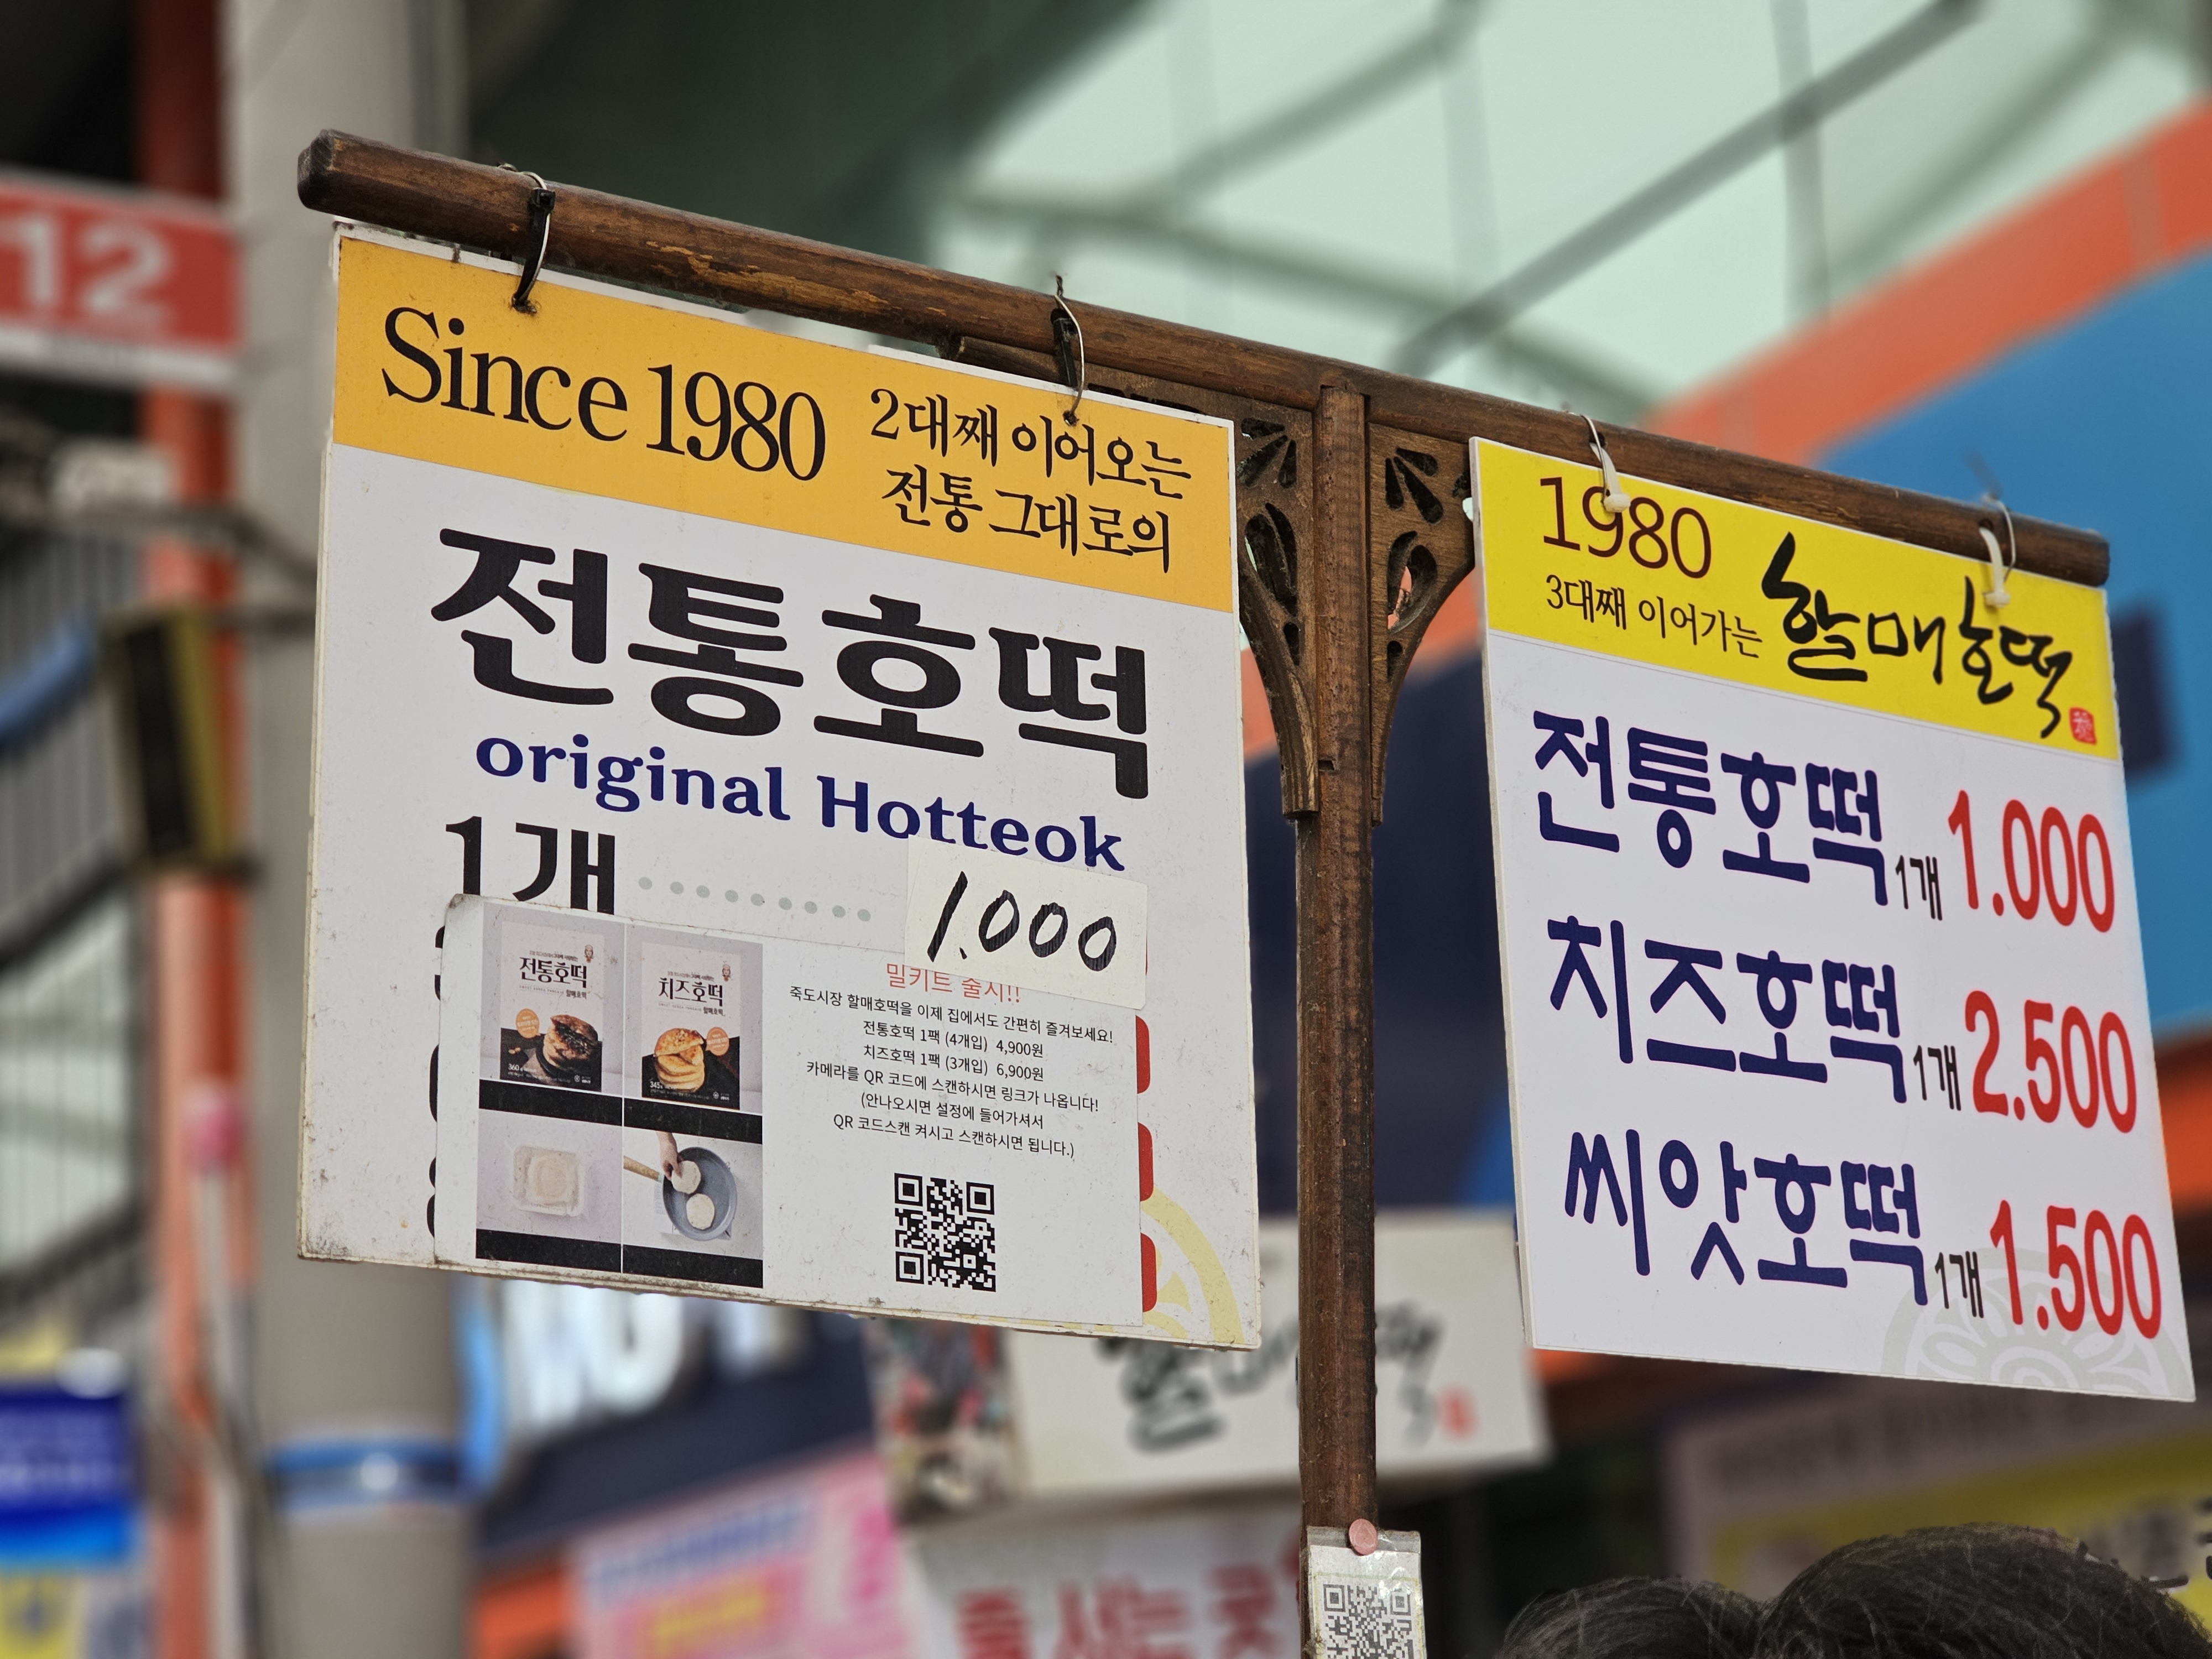 12
Since 1980
2대째 이어오는
전통 그대로의
전통호떡
original Hotteok
1개
1.000
전통호떡
할매호떡
치즈호떡
할매호떡
밀키트 출시!!
죽도시장 할매호떡을 이제 집에서도 간편히 즐겨보세요!
전통호떡 1팩 (4개입) 4,900원
치즈호떡 1팩 (3개입) 6,900원
카메라를 QR 코드에 스캔하시면 링크가 나옵니다!
(안나오시면 설정에 들어가셔서
QR 코드스캔 켜시고 스캔하시면 됩니다.)
1980
3대째 이어가는 할매호떡
전통호떡 1개 1.000
치즈호떡 1개 2.500
씨앗호떡 1개 1.500